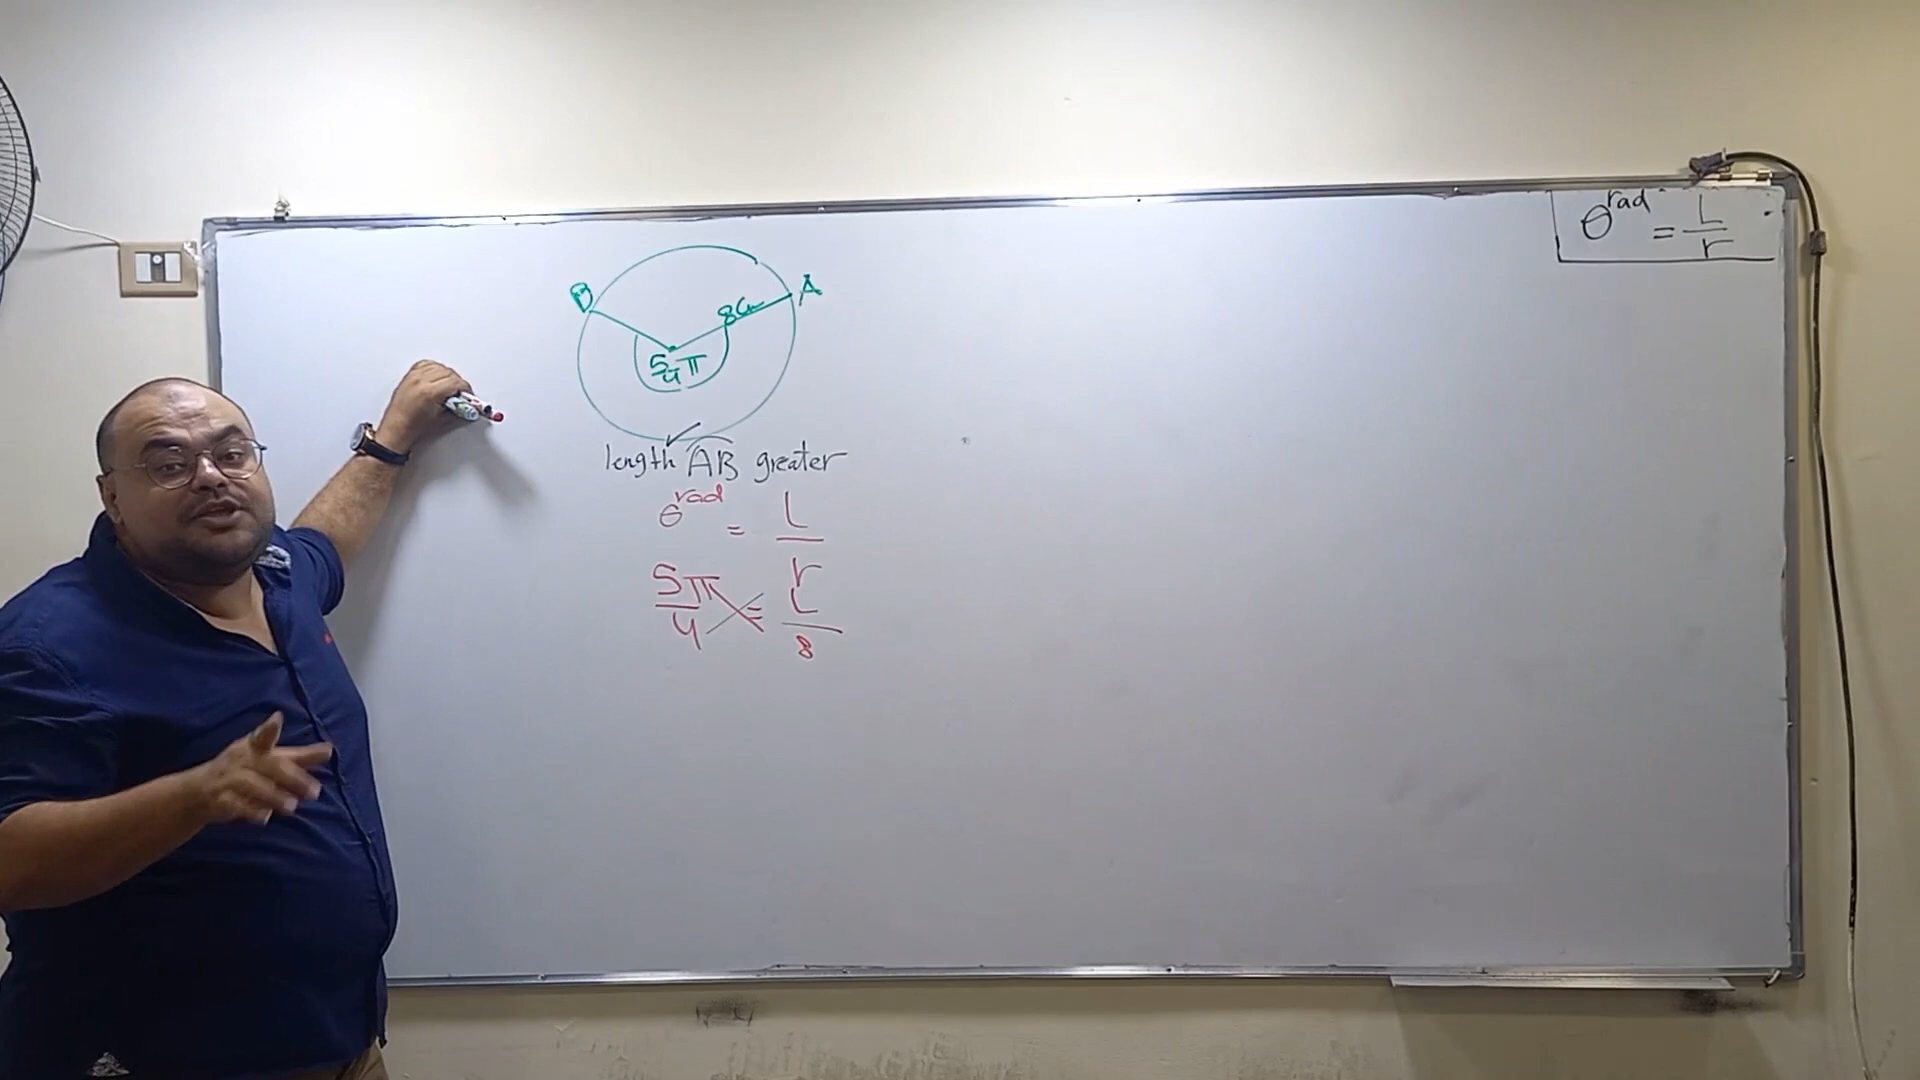 θ^rad = L/r
B
A
8cm
5/4 π
length AB greater
θ^rad = L/r
5π/4 = L/8